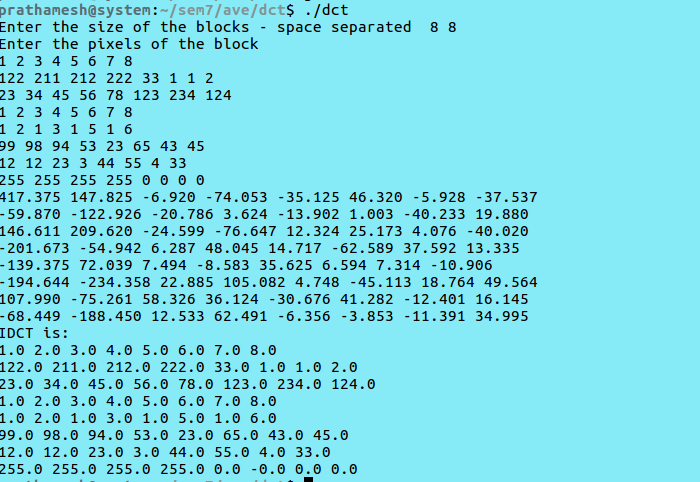 prathamesh@system:~/sem7/ave/dct$ ./dct
Enter the size of the blocks - space separated  8 8
Enter the pixels of the block
1 2 3 4 5 6 7 8
122 211 212 222 33 1 1 2
23 34 45 56 78 123 234 124
1 2 3 4 5 6 7 8
1 2 1 3 1 5 1 6
99 98 94 53 23 65 43 45
12 12 23 3 44 55 4 33
255 255 255 255 0 0 0 0
417.375 147.825 -6.920 -74.053 -35.125 46.320 -5.928 -37.537
-59.870 -122.926 -20.786 3.624 -13.902 1.003 -40.233 19.880
146.611 209.620 -24.599 -76.647 12.324 25.173 4.076 -40.020
-201.673 -54.942 6.287 48.045 14.717 -62.589 37.592 13.335
-139.375 72.039 7.494 -8.583 35.625 6.594 7.314 -10.906
-194.644 -234.358 22.885 105.082 4.748 -45.113 18.764 49.564
107.990 -75.261 58.326 36.124 -30.676 41.282 -12.401 16.145
-68.449 -188.450 12.533 62.491 -6.356 -3.853 -11.391 34.995
IDCT is:
1.0 2.0 3.0 4.0 5.0 6.0 7.0 8.0
122.0 211.0 212.0 222.0 33.0 1.0 1.0 2.0
23.0 34.0 45.0 56.0 78.0 123.0 234.0 124.0
1.0 2.0 3.0 4.0 5.0 6.0 7.0 8.0
1.0 2.0 1.0 3.0 1.0 5.0 1.0 6.0
99.0 98.0 94.0 53.0 23.0 65.0 43.0 45.0
12.0 12.0 23.0 3.0 44.0 55.0 4.0 33.0
255.0 255.0 255.0 255.0 0.0 -0.0 0.0 0.0